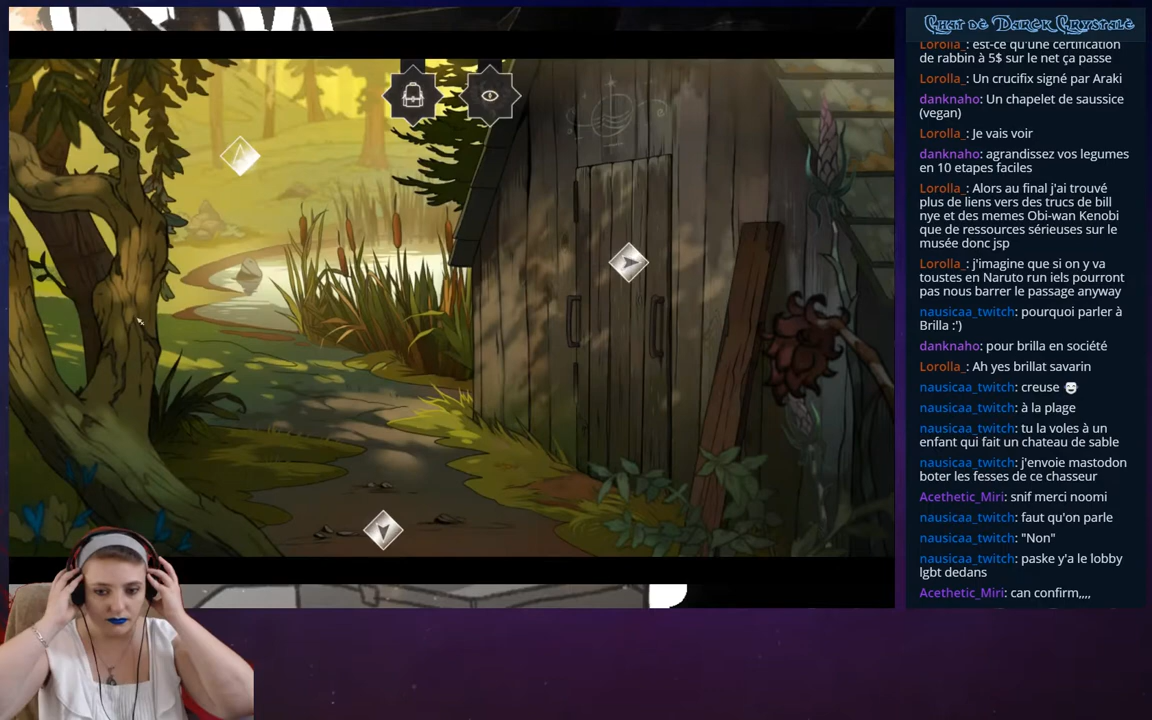 Chat de Darck Crystale
Lorolla_: est-ce qu'une certification
de rabbin à 5$ sur le net ça passe
Lorolla_: Un crucifix signé par Araki
danknaho: Un chapelet de saussice
(vegan)
Lorolla_: Je vais voir
danknaho: agrandissez vos legumes
en 10 etapes faciles
Lorolla_: Alors au final j'ai trouvé
plus de liens vers des trucs de bill
nye et des memes Obi-wan Kenobi
que de ressources sérieuses sur le
musée donc jsp
Lorolla_: j'imagine que si on y va
toustes en Naruto run iels pourront
pas nous barrer le passage anyway
nausicaa_twitch: pourquoi parler à
Brilla :')
danknaho: pour brilla en société
Lorolla_: Ah yes brillat savarin
nausicaa_twitch: creuse
nausicaa_twitch: à la plage
nausicaa_twitch: tu la voles à un
enfant qui fait un chateau de sable
nausicaa_twitch: j'envoie mastodon
boter les fesses de ce chasseur
Acethetic_Miri: snif merci noomi
nausicaa_twitch: faut qu'on parle
nausicaa_twitch: "Non"
nausicaa_twitch: paske y'a le lobby
lgbt dedans
Acethetic_Miri: can confirm,,,,